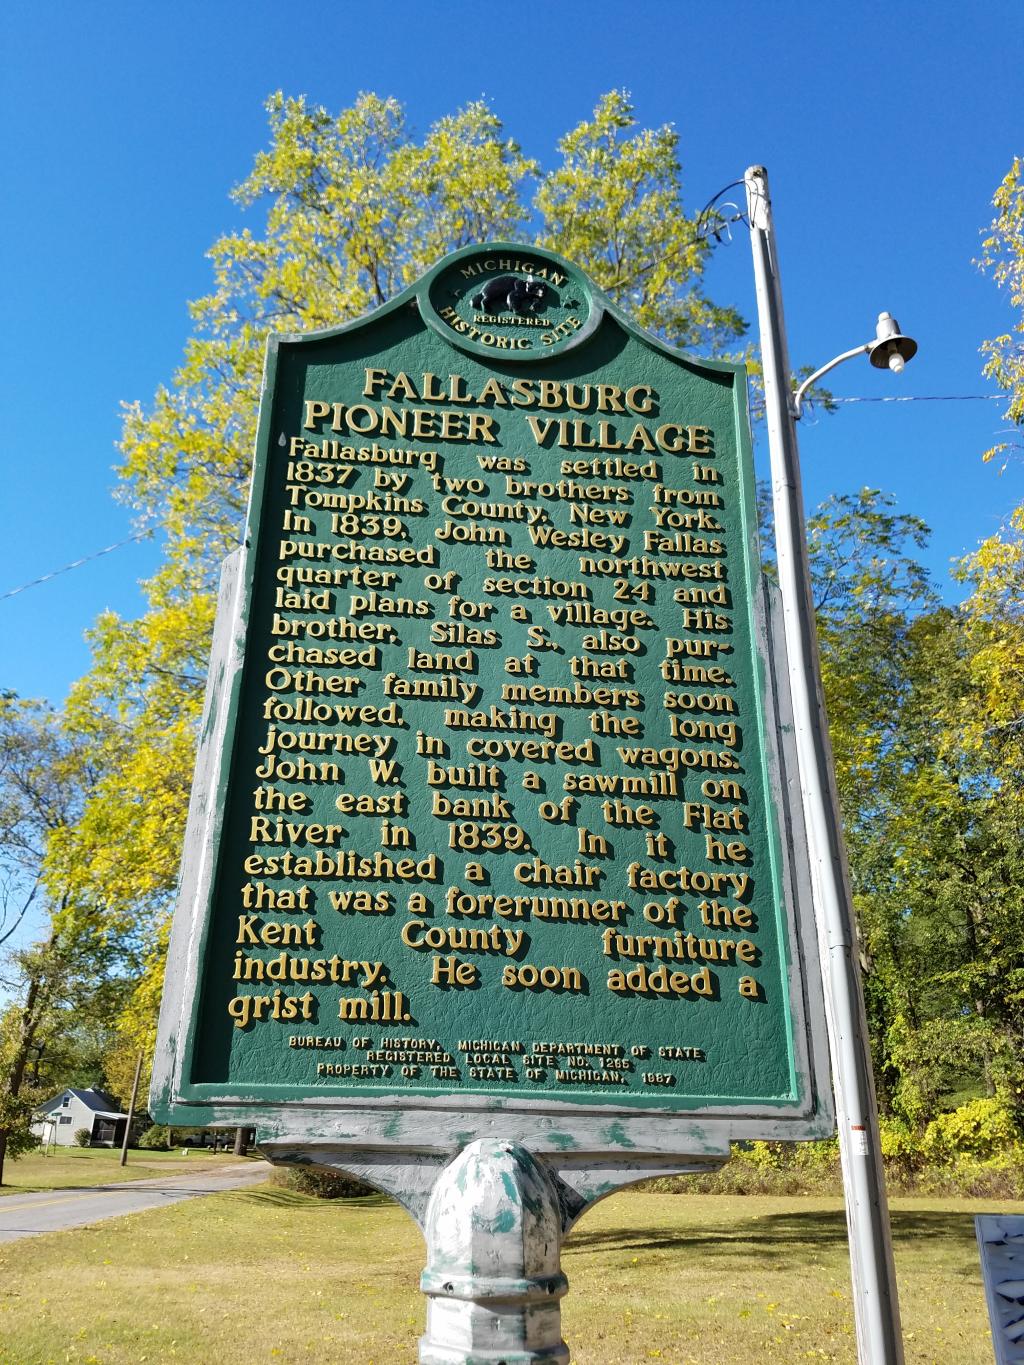 MICHIGAN
REGISTERED
HISTORIC SITE
FALLASBURG
PIONEER VILLAGE
Fallasburg was settled in
1837 by two brothers from
Tompkins County, New York.
In 1839, John Wesley Fallas
purchased the northwest
quarter of section 24 and
laid plans for a village. His
brother, Silas S., also pur-
chased land at that time.
Other family members soon
followed, making the long
journey in covered wagons.
John W. built a sawmill on
the east bank of the Flat
River in 1839. In it he
established a chair factory
that was a forerunner of the
Kent County furniture
industry. He soon added a
grist mill.
BUREAU OF HISTORY, MICHIGAN DEPARTMENT OF STATE
REGISTERED LOCAL SITE NO. 1265
PROPERTY OF THE STATE OF MICHIGAN, 1987